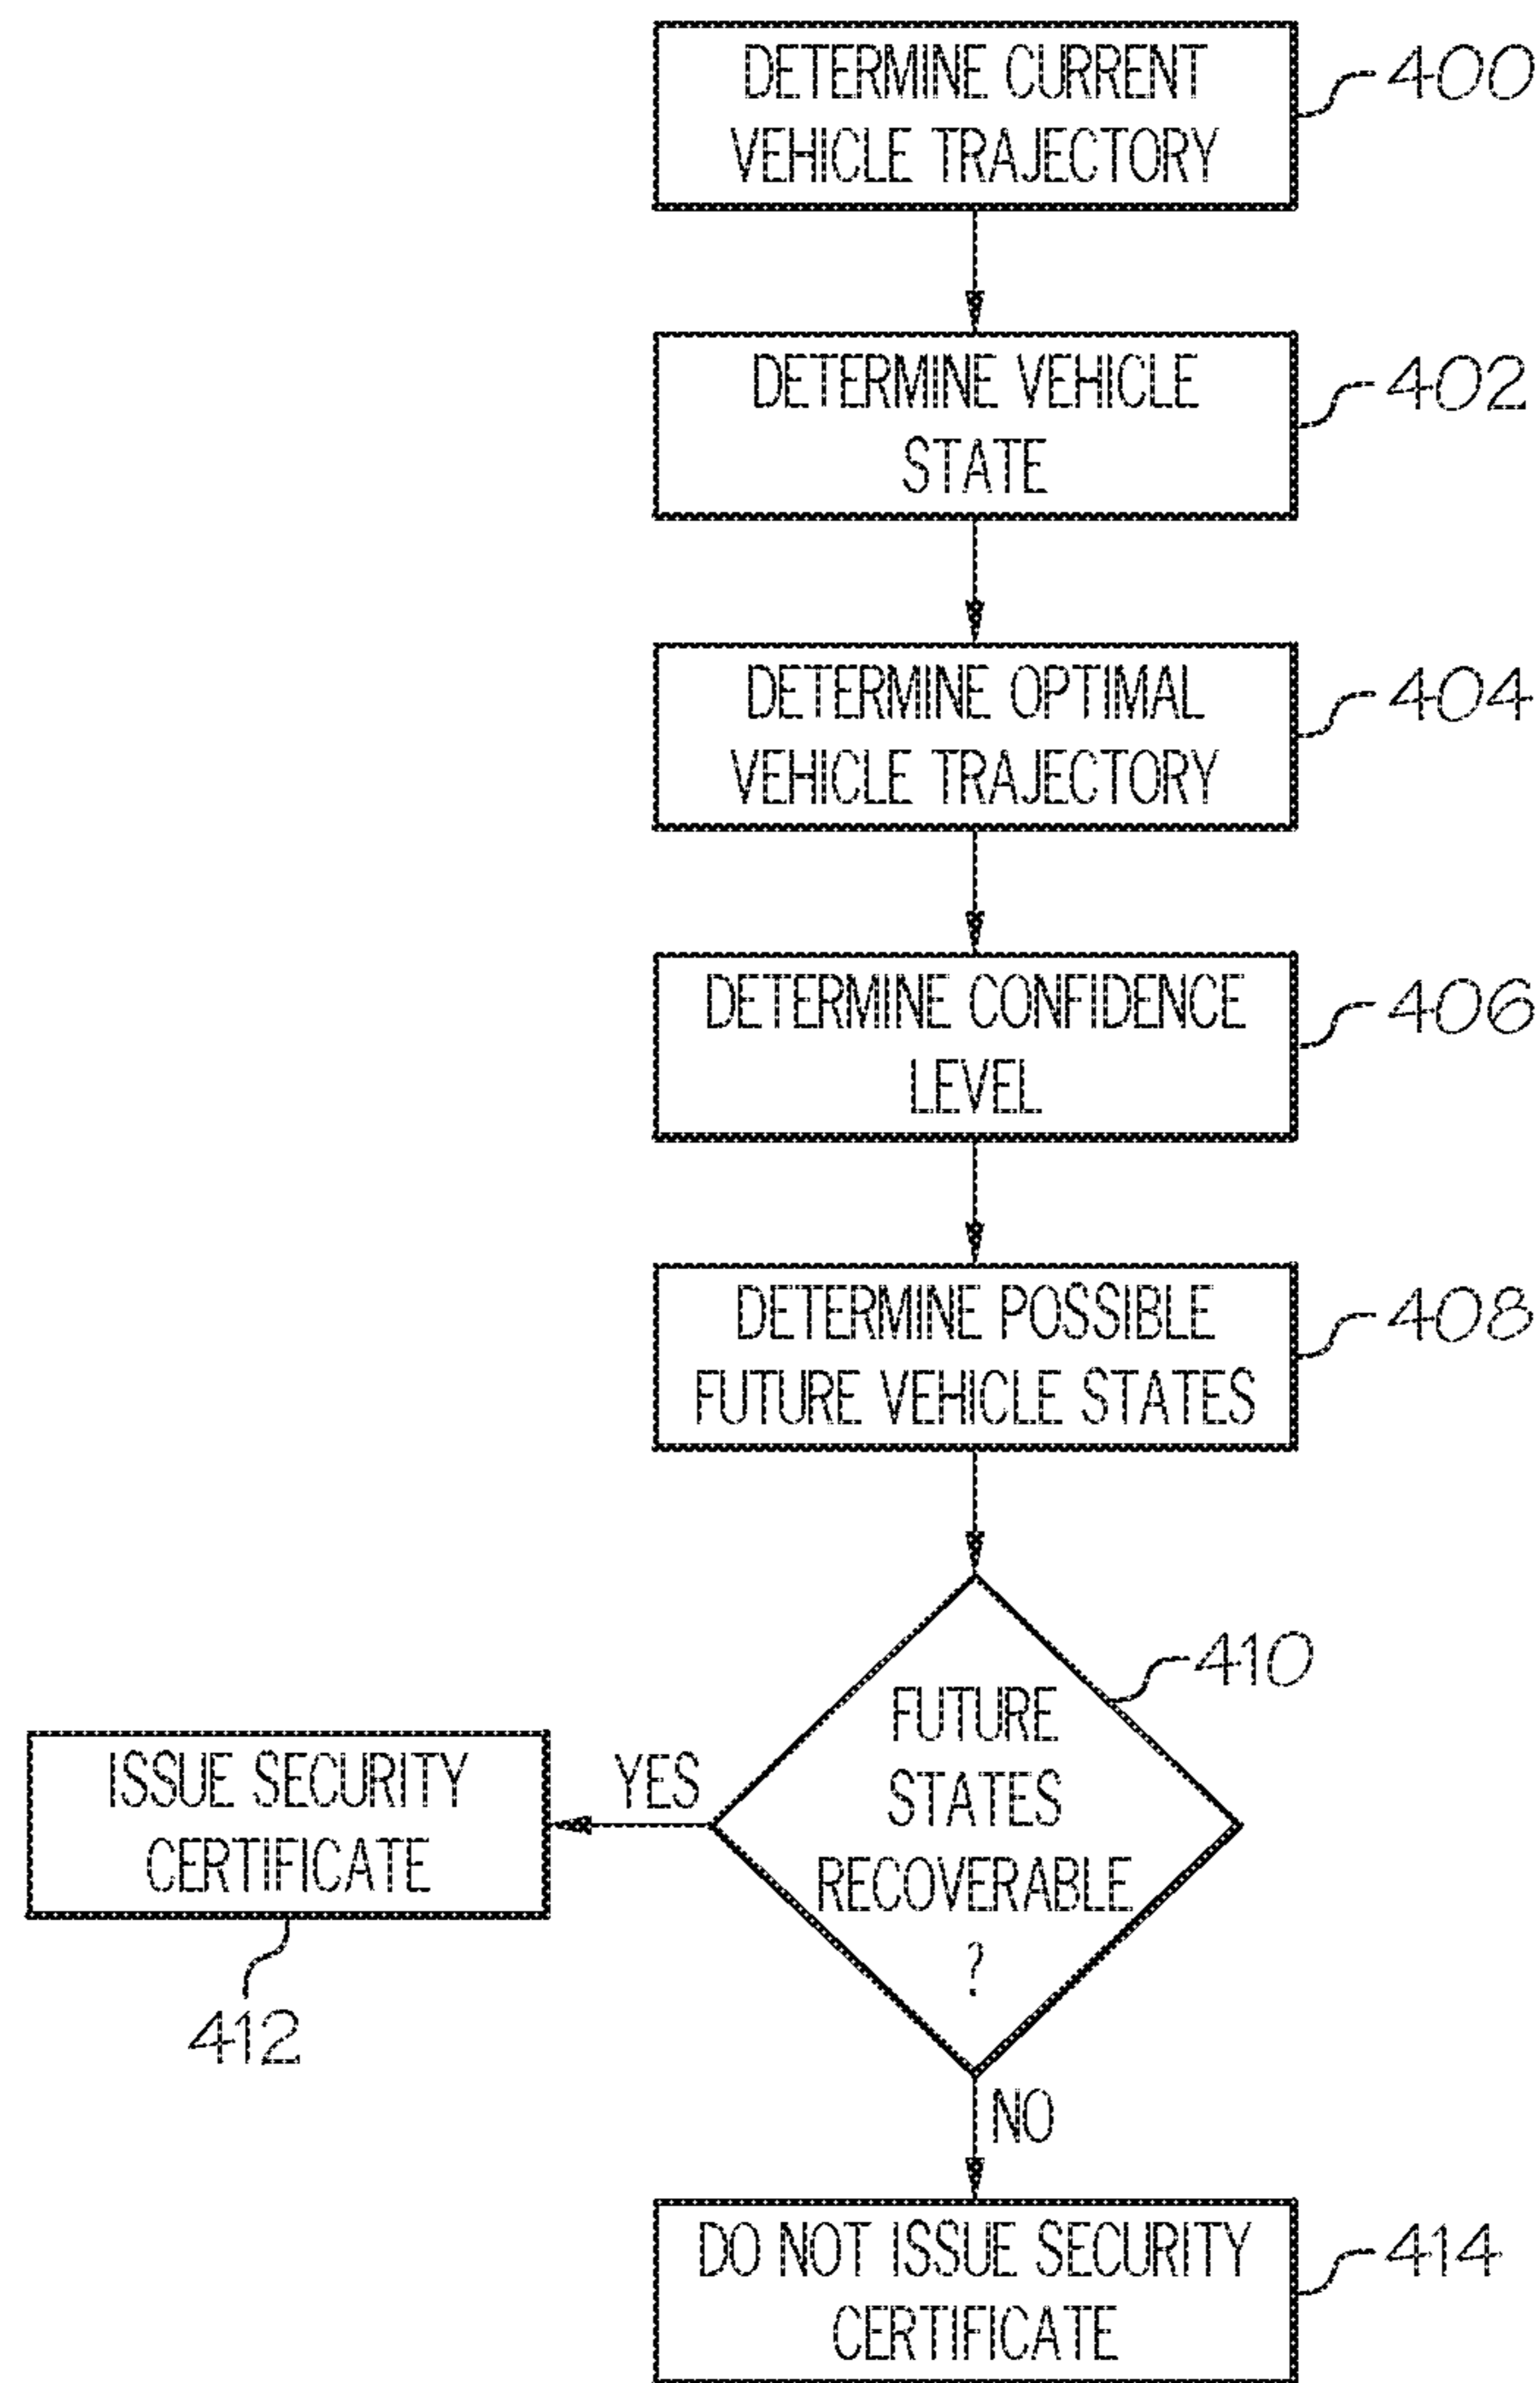 DETERMINE CURRENT
VEHICLE TRAJECTORY
400
DETERMINE VEHICLE
STATE
402
DETERMINE OPTIMAL
VEHICLE TRAJECTORY
404
DETERMINE CONFIDENCE
LEVEL
406
DETERMINE POSSIBLE
FUTURE VEHICLE STATES
408
FUTURE
STATES
RECOVERABLE
?
410
YES
ISSUE SECURITY
CERTIFICATE
412
NO
DO NOT ISSUE SECURITY
CERTIFICATE
414